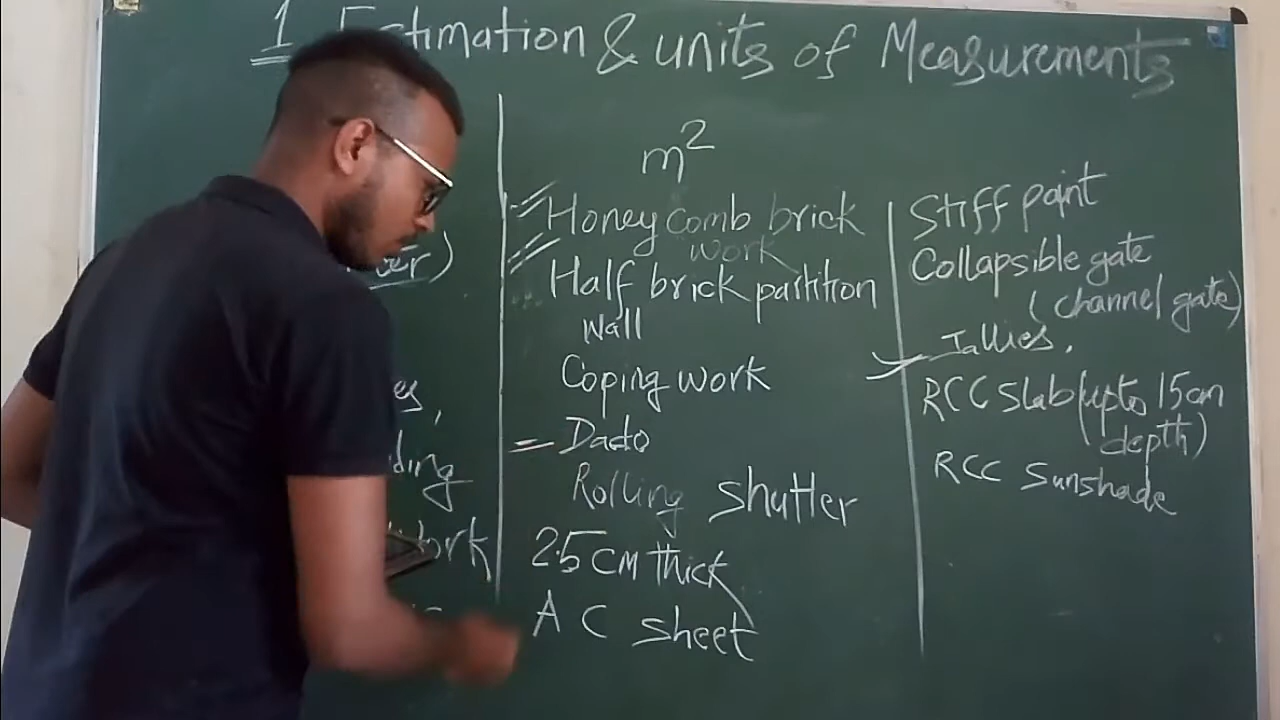 1 Estimation & units of Measurements
m²
Honey comb brick
work
Half brick partition
Wall
Coping work
Dado
Rolling shutter
2.5 cm thick
A C sheet
Stiff paint
Collapsible gate
(channel gate)
Jallies.
RCC slab (upto 15cm
depth)
RCC Sunshade